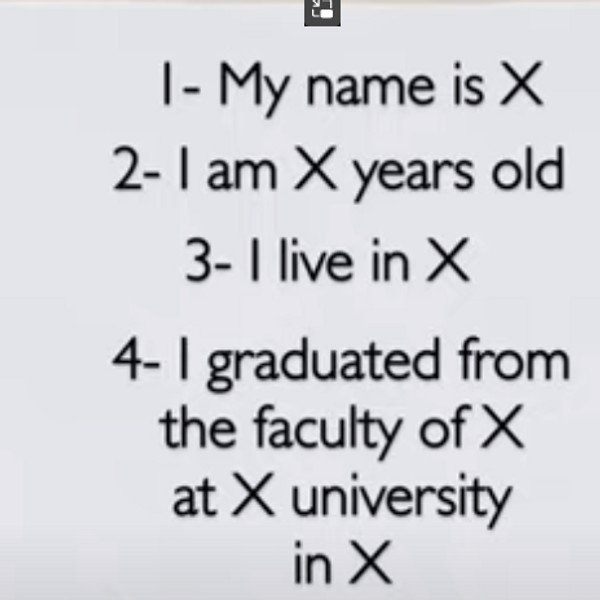 1- My name is X
2- I am X years old
3- I live in X
4- I graduated from
the faculty of X
at X university
in X